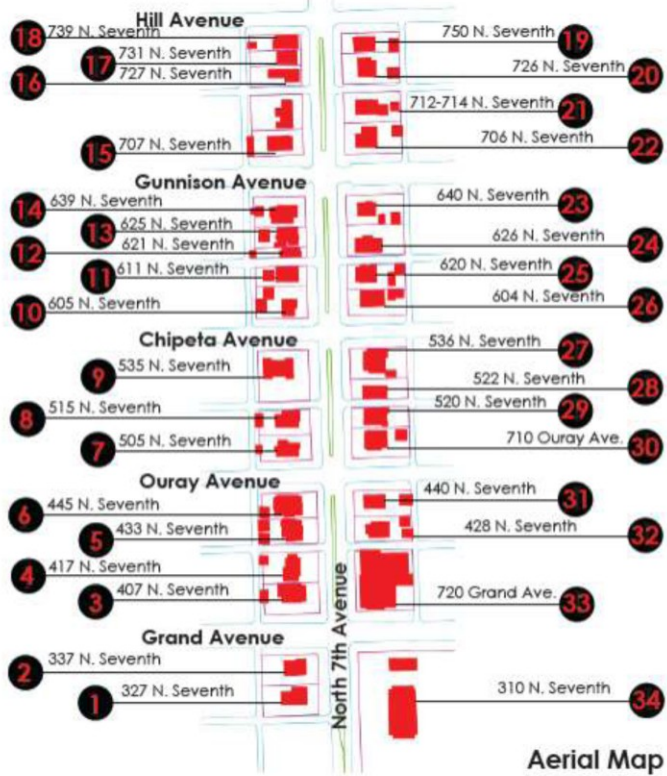 Hill Avenue
18 739 N. Seventh
17 731 N. Seventh
16 727 N. Seventh
15 707 N. Seventh
750 N. Seventh 19
726 N. Seventh 20
712-714 N. Seventh 21
706 N. Seventh 22
Gunnison Avenue
14 639 N. Seventh
13 625 N. Seventh
12 621 N. Seventh
11 611 N. Seventh
10 605 N. Seventh
640 N. Seventh 23
626 N. Seventh 24
620 N. Seventh 25
604 N. Seventh 26
Chipeta Avenue
9 535 N. Seventh
8 515 N. Seventh
7 505 N. Seventh
536 N. Seventh 27
522 N. Seventh 28
520 N. Seventh 29
710 Ouray Ave. 30
Ouray Avenue
6 445 N. Seventh
5 433 N. Seventh
4 417 N. Seventh
3 407 N. Seventh
440 N. Seventh 31
428 N. Seventh 32
720 Grand Ave. 33
Grand Avenue
2 337 N. Seventh
1 327 N. Seventh
North 7th Avenue
310 N. Seventh 34
Aerial Map